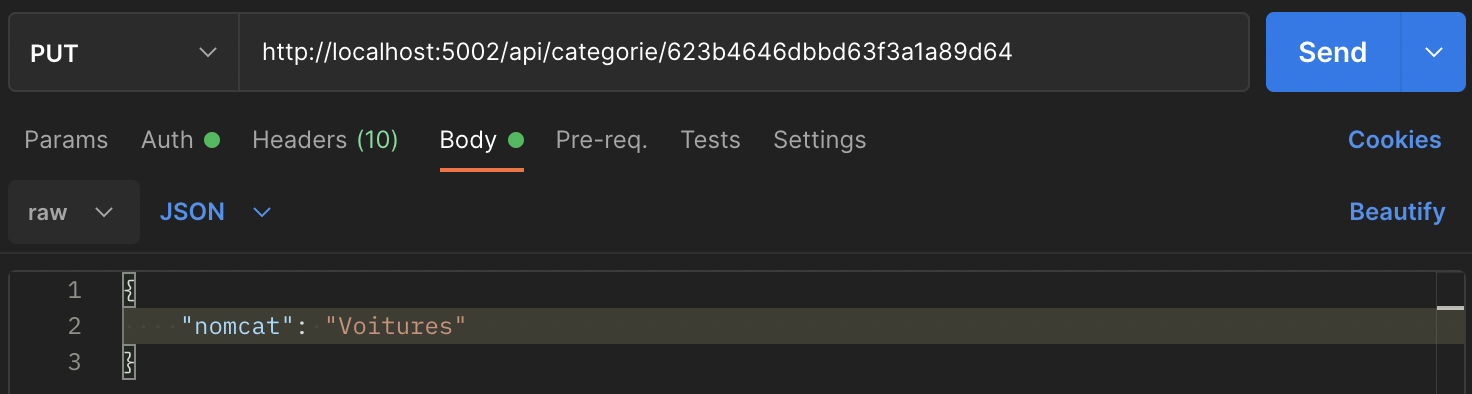 PUT http://localhost:5002/api/categorie/623b4646dbbd63f3a1a89d64 Send
Params Auth Headers (10) Body Pre-req. Tests Settings Cookies
raw JSON Beautify
1 {
2 "nomcat": "Voitures"
3 }